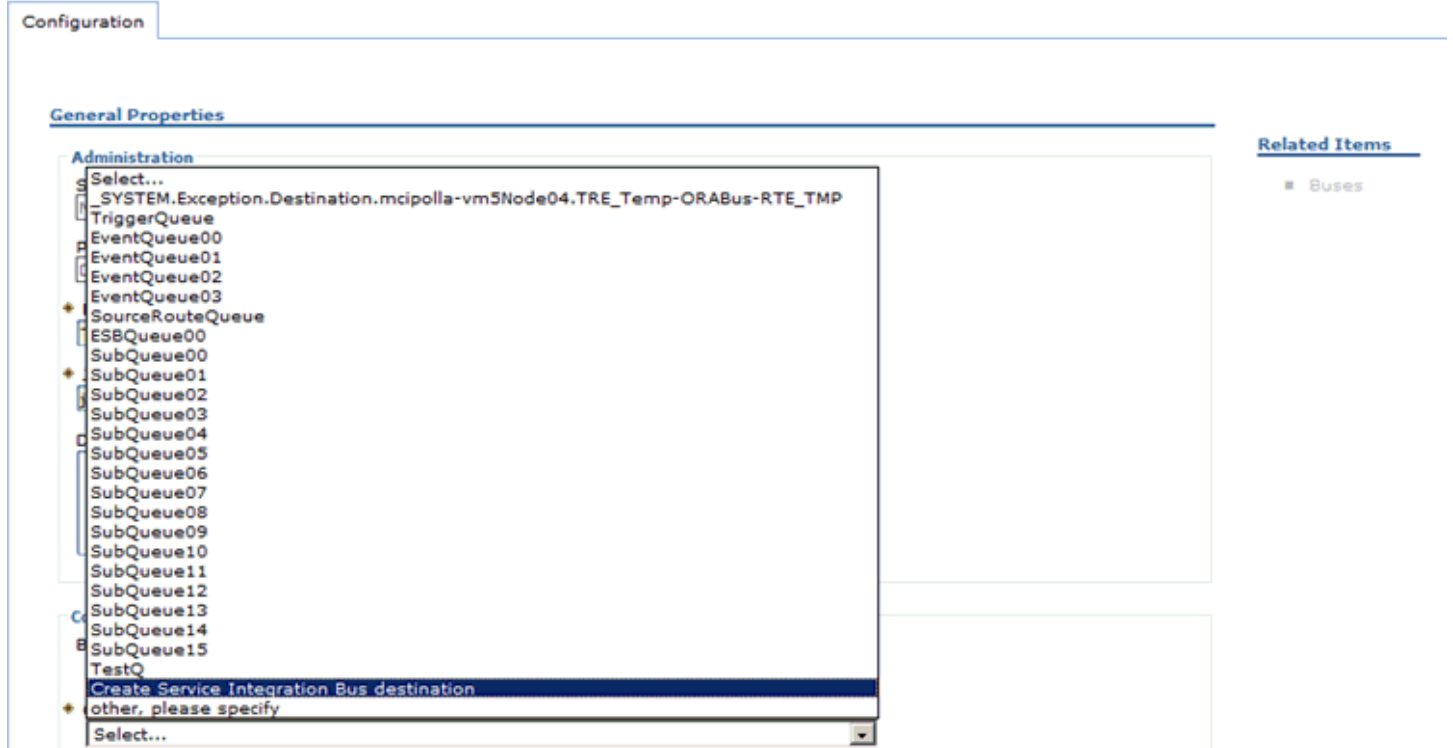 Configuration
General Properties
Related Items
Administration
Buses
Select...
_SYSTEM.Exception.Destination.mcipolla-vm5Node04.TRE_Temp-ORABus-RTE_TMP
TriggerQueue
EventQueue00
EventQueue01
EventQueue02
EventQueue03
SourceRouteQueue
ESBQueue00
SubQueue00
SubQueue01
SubQueue02
SubQueue03
SubQueue04
SubQueue05
SubQueue06
SubQueue07
SubQueue08
SubQueue09
SubQueue10
SubQueue11
SubQueue12
SubQueue13
SubQueue14
SubQueue15
TestQ
Create Service Integration Bus destination
other, please specify
Select...